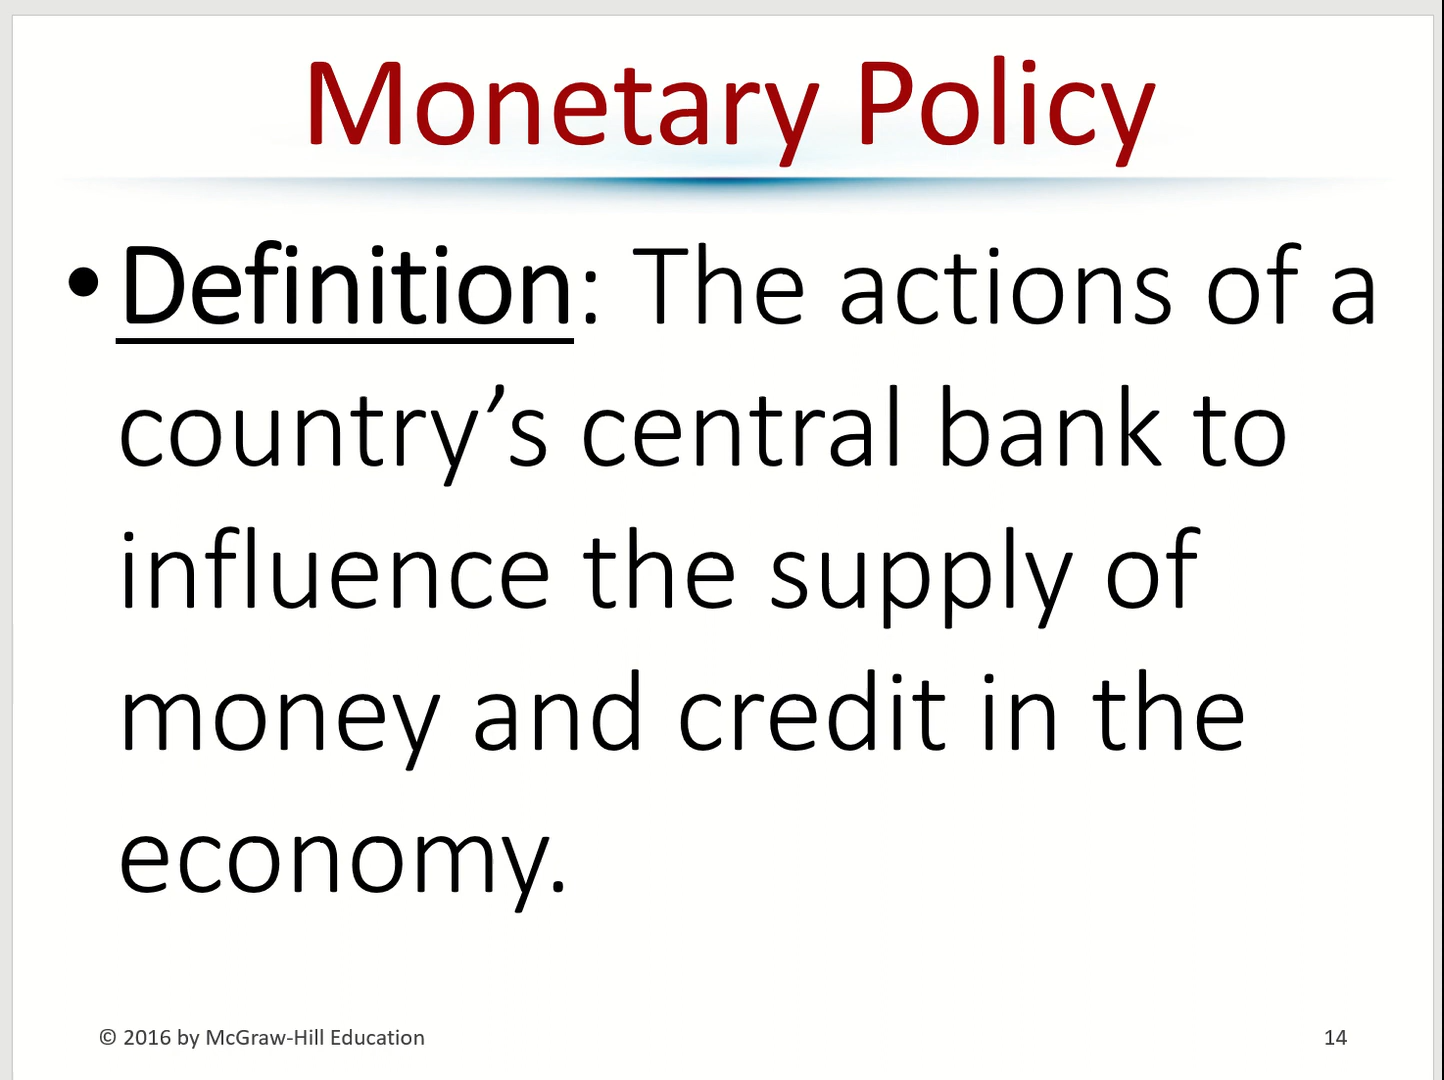 Monetary Policy
• Definition: The actions of a
country’s central bank to
influence the supply of
money and credit in the
economy.
© 2016 by McGraw-Hill Education
14